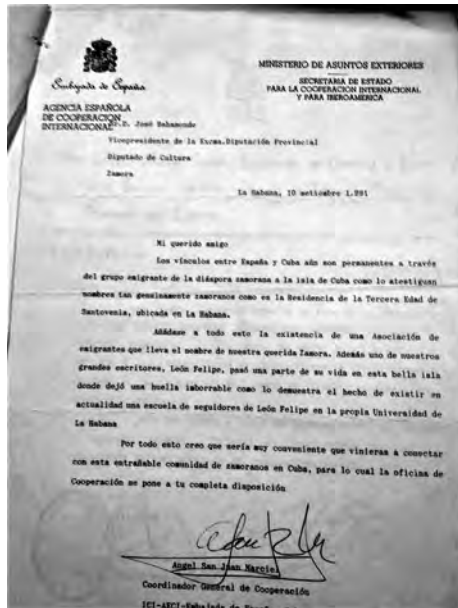 Embajada de España
AGENCIA ESPAÑOLA
DE COOPERACION
INTERNACIONAL
MINISTERIO DE ASUNTOS EXTERIORES
SECRETARIA DE ESTADO
PARA LA COOPERACION INTERNACIONAL
Y PARA IBEROAMERICA
D. José Bahamonde
Vicepresidente de la Excma.Diputación Provincial
Diputado de Cultura
Zamora
La Habana, 10 setiembre 1.991
Mi querido amigo
Los vínculos entre España y Cuba aún son permanentes a través
del grupo emigrante de la diáspora zamorana a la isla de Cuba como lo atestiguan
nombres tan genuinamente zamoranos como es la Residencia de la Tercera Edad de
Santovenia, ubicada en La Habana.
Añádase a todo esto la existencia de una Asociación de
emigrantes que lleva el nombre de nuestra querida Zamora. Además uno de nuestros
grandes escritores, León Felipe, pasó una parte de su vida en esta bella isla
donde dejó una huella imborrable como lo demuestra el hecho de existir en
actualidad una escuela de seguidores de León Felipe en la propia Universidad de
La Habana
Por todo esto creo que sería muy conveniente que vinieras a conectar
con esta entrañable comunidad de zamoranos en Cuba, para lo cual la oficina de
Cooperación se pone a tu completa disposición
Angel San Juan Marciel
Coordinador General de Cooperación
ICI-AECI-Embajada de España